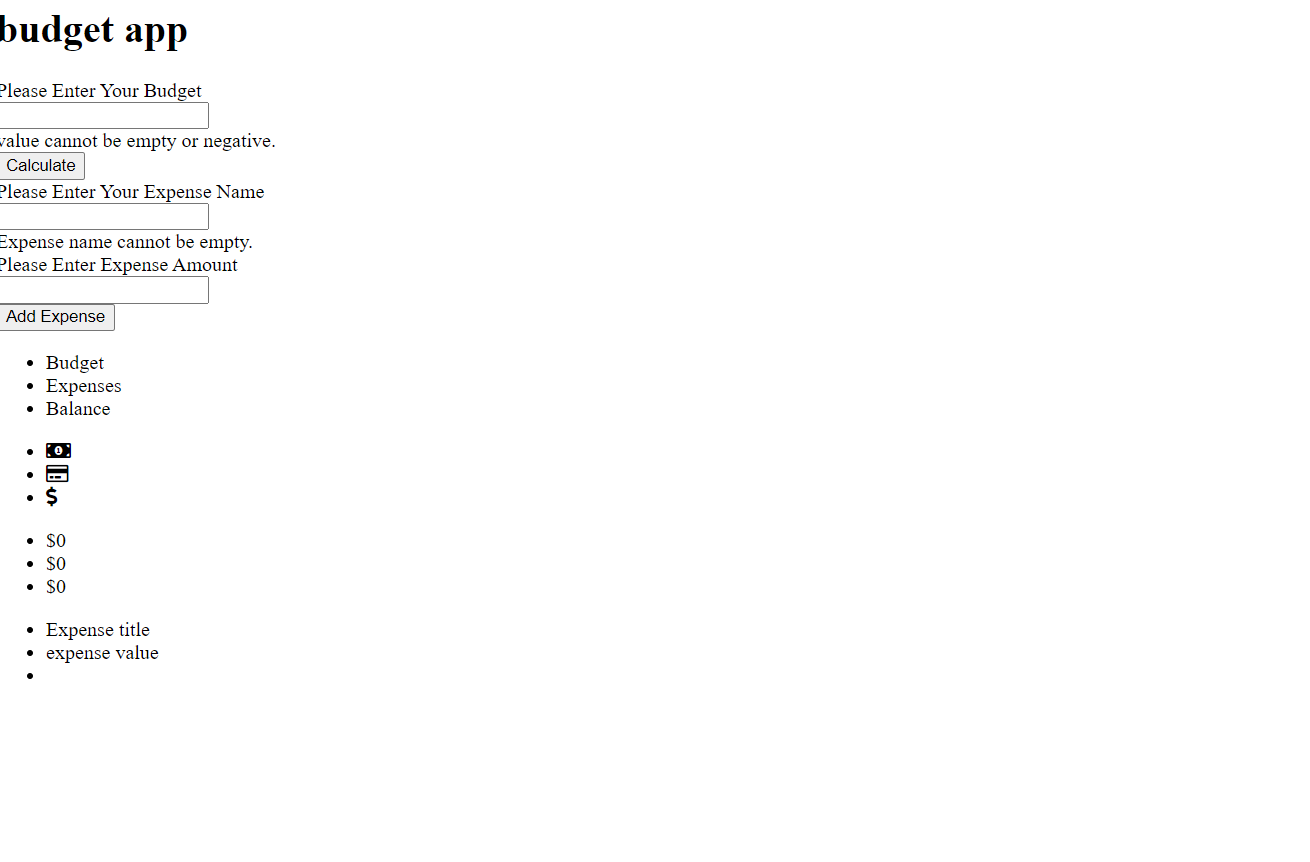 budget app
Please Enter Your Budget
value cannot be empty or negative.
Calculate
Please Enter Your Expense Name
Expense name cannot be empty.
Please Enter Expense Amount
Add Expense
Budget
Expenses
Balance
$
$0
$0
$0
Expense title
expense value